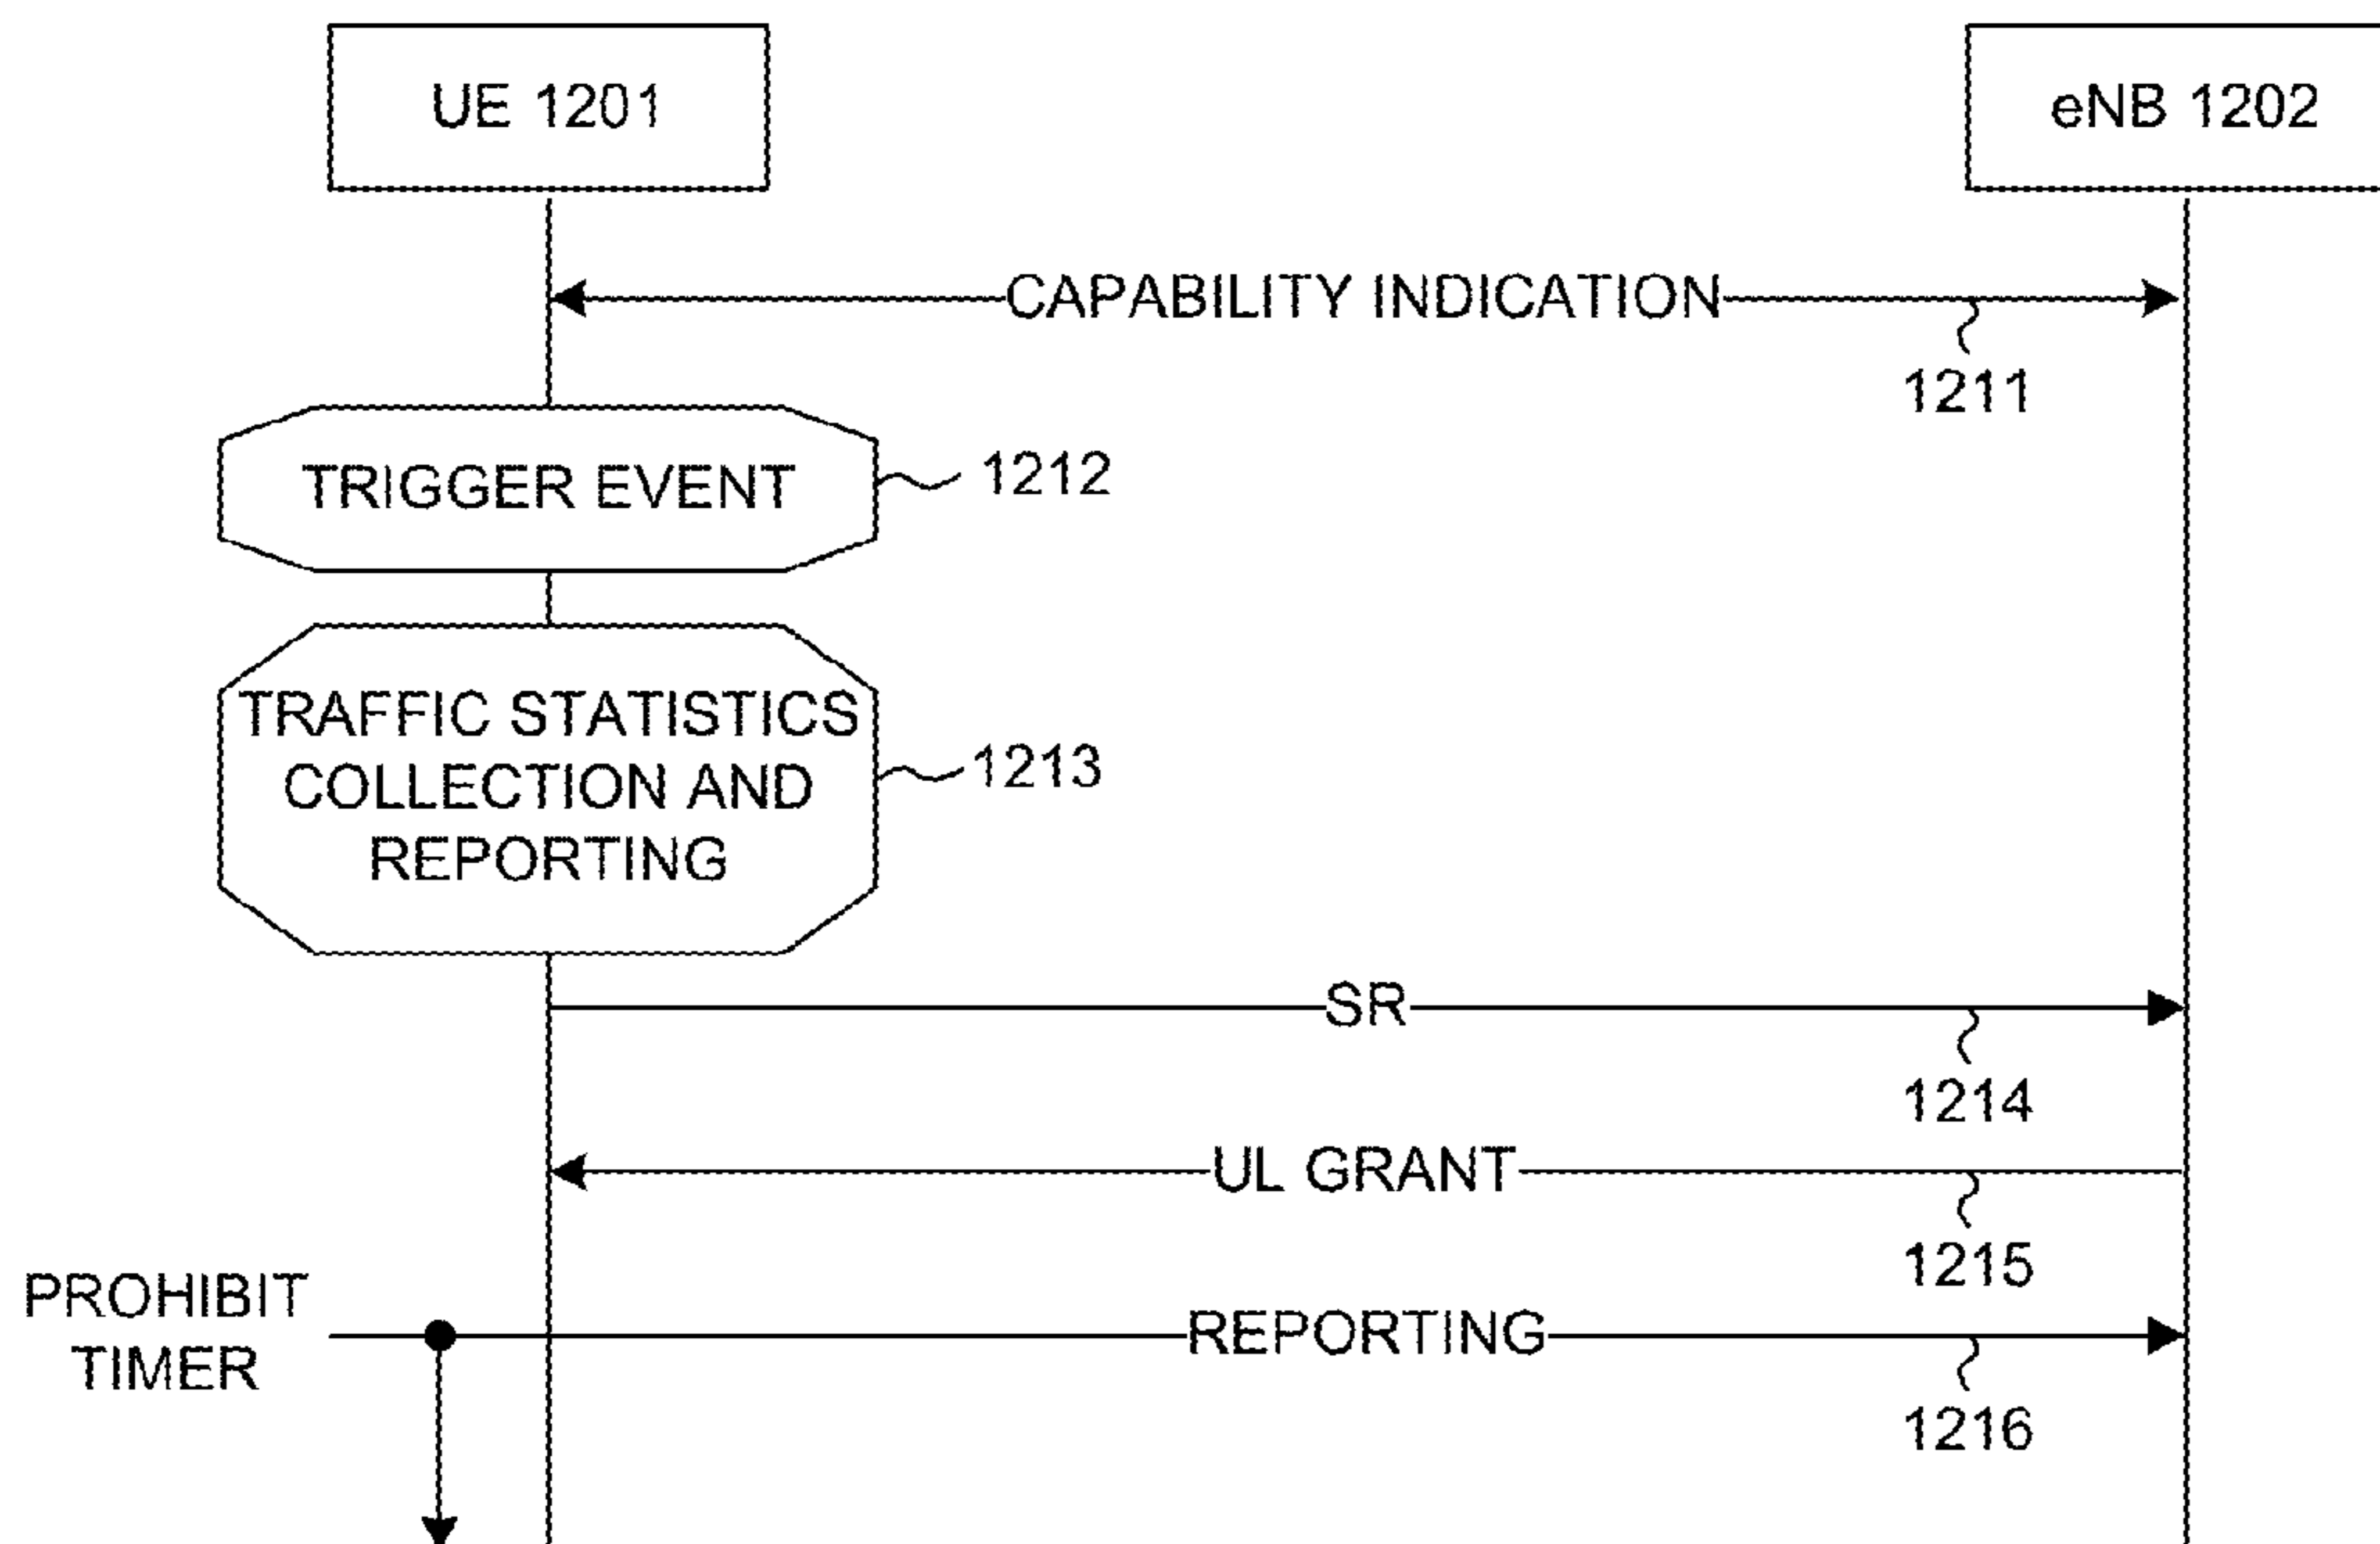 UE 1201
eNB 1202
CAPABILITY INDICATION
1211
TRIGGER EVENT
1212
TRAFFIC STATISTICS
COLLECTION AND
REPORTING
1213
SR
1214
UL GRANT
1215
PROHIBIT
TIMER
REPORTING
1216